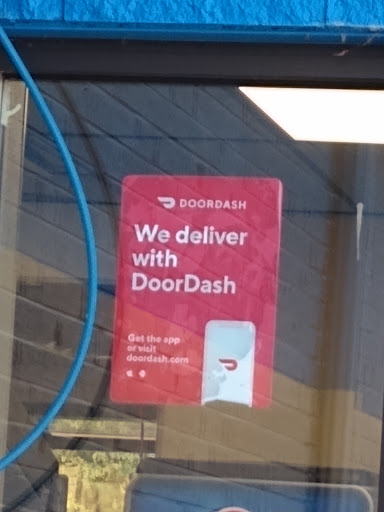 DOORDASH
We deliver
with
DoorDash
Get the app
or visit
doordash.com